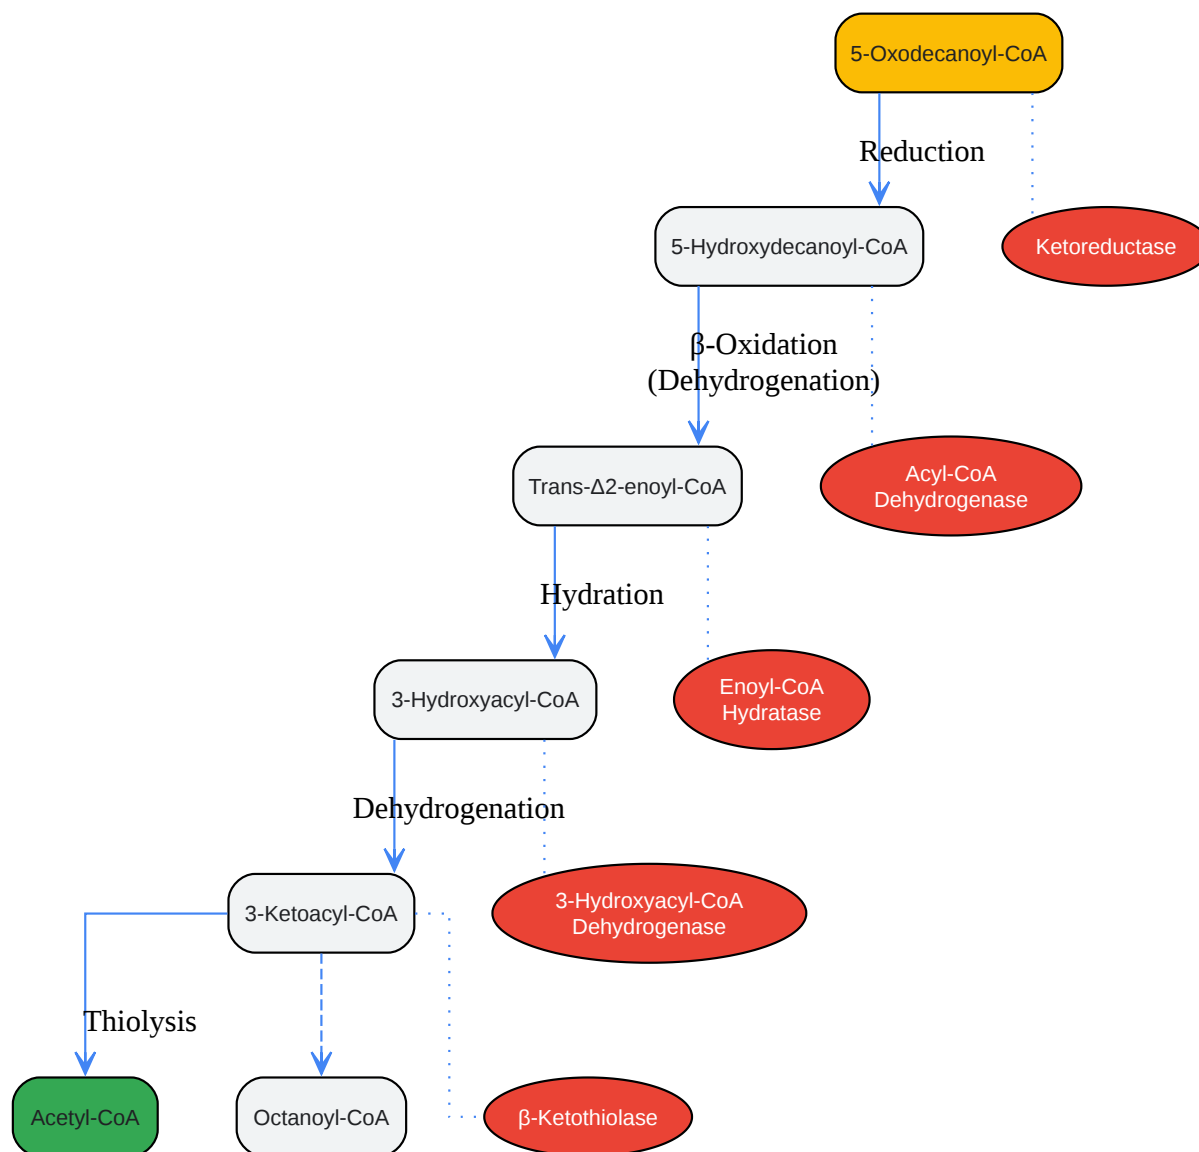 5-Oxodecanoyl-CoA
Reduction
5-Hydroxydecanoyl-CoA
Ketoreductase
β-Oxidation
(Dehydrogenation)
Trans-Δ2-enoyl-CoA
Acyl-CoA
Dehydrogenase
Hydration
3-Hydroxyacyl-CoA
Enoyl-CoA
Hydratase
Dehydrogenation
3-Ketoacyl-CoA
3-Hydroxyacyl-CoA
Dehydrogenase
Thiolysis
Acetyl-CoA
Octanoyl-CoA
β-Ketothiolase